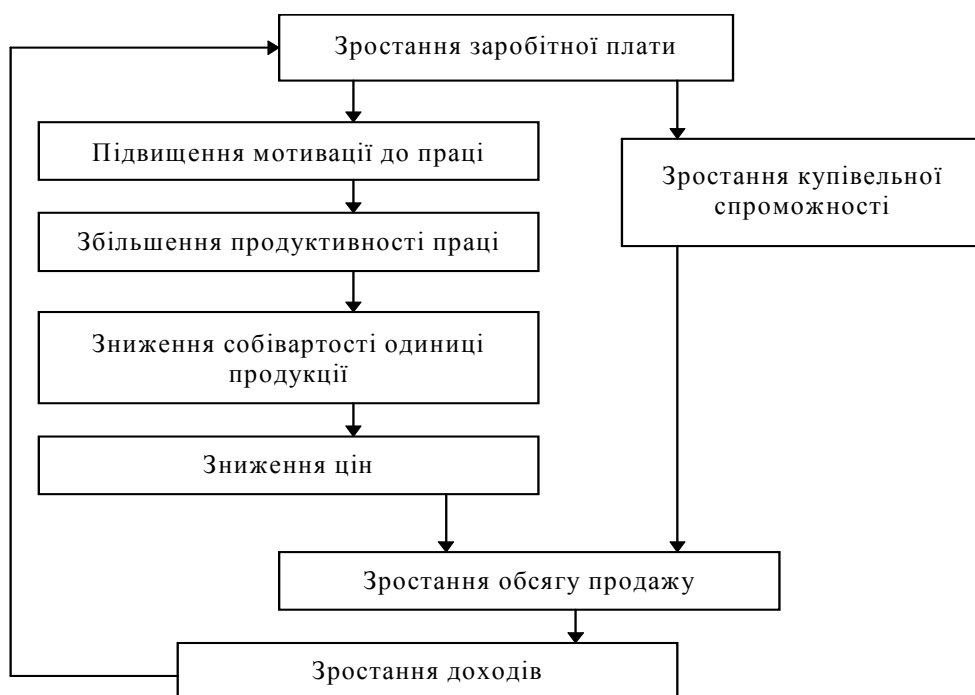 Зростання заробітної плати
Підвищення мотивації до праці
Зростання купівельної
спроможності
Збільшення продуктивності праці
Зниження собівартості одиниці
продукції
Зниження цін
Зростання обсягу продажу
Зростання доходів